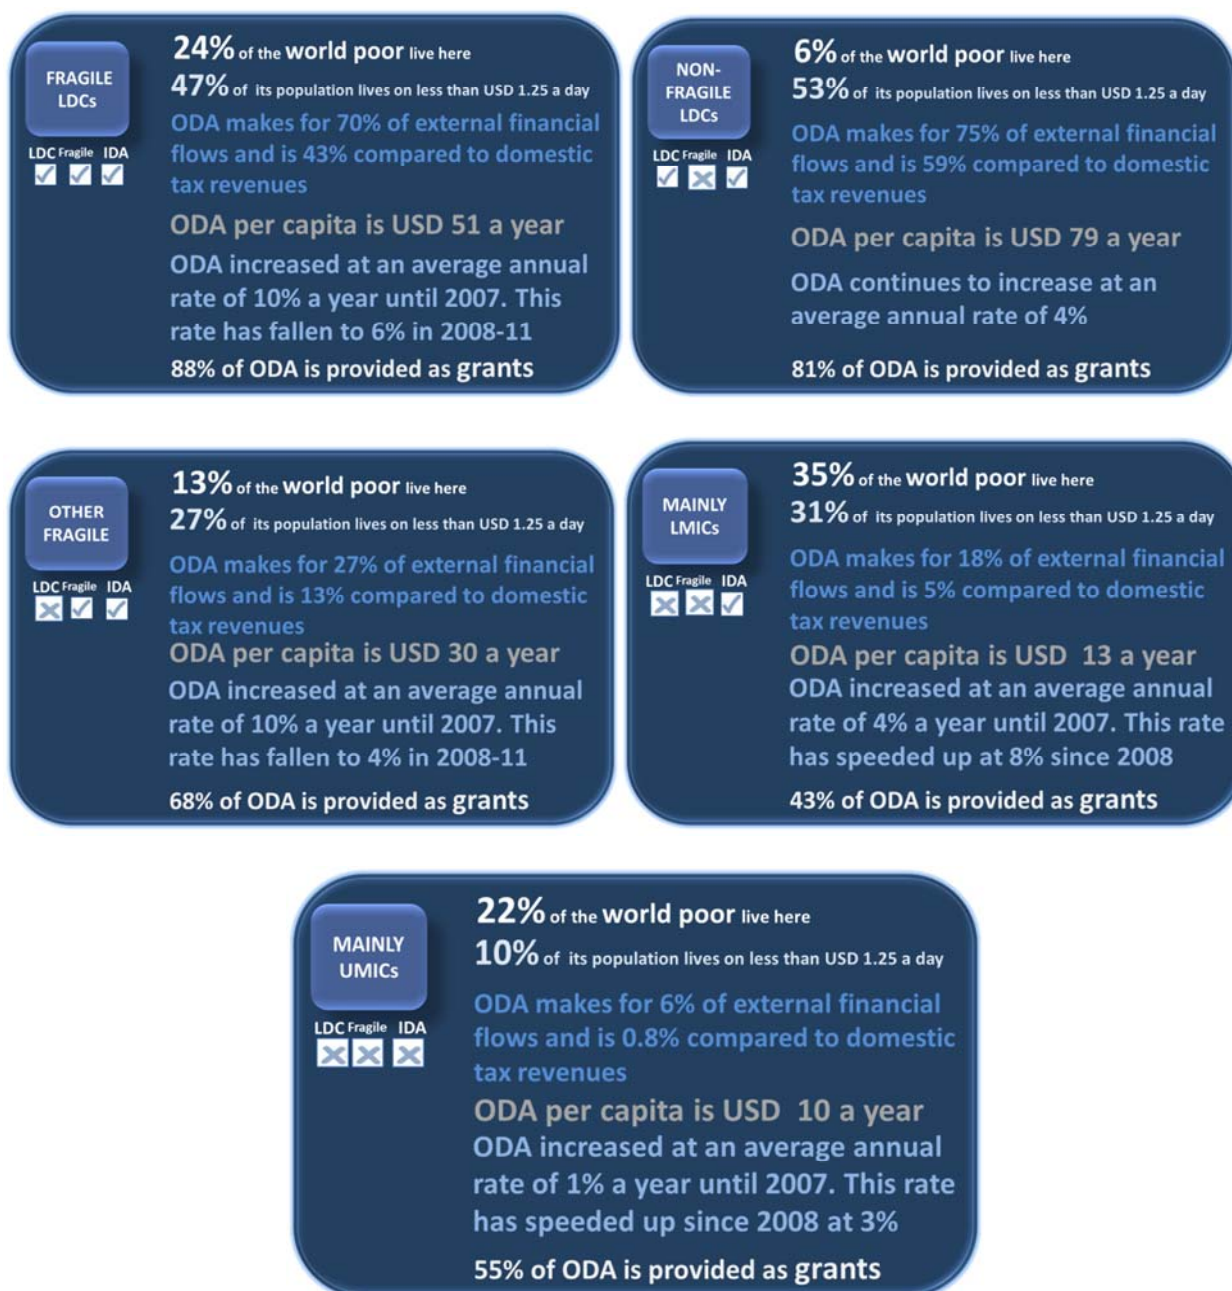 FRAGILE
LDCs
LDC Fragile IDA
24% of the world poor live here
47% of its population lives on less than USD 1.25 a day
ODA makes for 70% of external financial
flows and is 43% compared to domestic
tax revenues
ODA per capita is USD 51 a year
ODA increased at an average annual
rate of 10% a year until 2007. This
rate has fallen to 6% in 2008-11
88% of ODA is provided as grants
NON-
FRAGILE
LDCs
LDC Fragile IDA
6% of the world poor live here
53% of its population lives on less than USD 1.25 a day
ODA makes for 75% of external financial
flows and is 59% compared to domestic
tax revenues
ODA per capita is USD 79 a year
ODA continues to increase at an
average annual rate of 4%
81% of ODA is provided as grants
OTHER
FRAGILE
LDC Fragile IDA
13% of the world poor live here
27% of its population lives on less than USD 1.25 a day
ODA makes for 27% of external financial
flows and is 13% compared to domestic
tax revenues
ODA per capita is USD 30 a year
ODA increased at an average annual
rate of 10% a year until 2007. This
rate has fallen to 4% in 2008-11
68% of ODA is provided as grants
MAINLY
LMICs
LDC Fragile IDA
35% of the world poor live here
31% of its population lives on less than USD 1.25 a day
ODA makes for 18% of external financial
flows and is 5% compared to domestic
tax revenues
ODA per capita is USD 13 a year
ODA increased at an average annual
rate of 4% a year until 2007. This rate
has speeded up at 8% since 2008
43% of ODA is provided as grants
MAINLY
UMICs
LDC Fragile IDA
22% of the world poor live here
10% of its population lives on less than USD 1.25 a day
ODA makes for 6% of external financial
flows and is 0.8% compared to domestic
tax revenues
ODA per capita is USD 10 a year
ODA increased at an average annual
rate of 1% a year until 2007. This rate
has speeded up since 2008 at 3%
55% of ODA is provided as grants